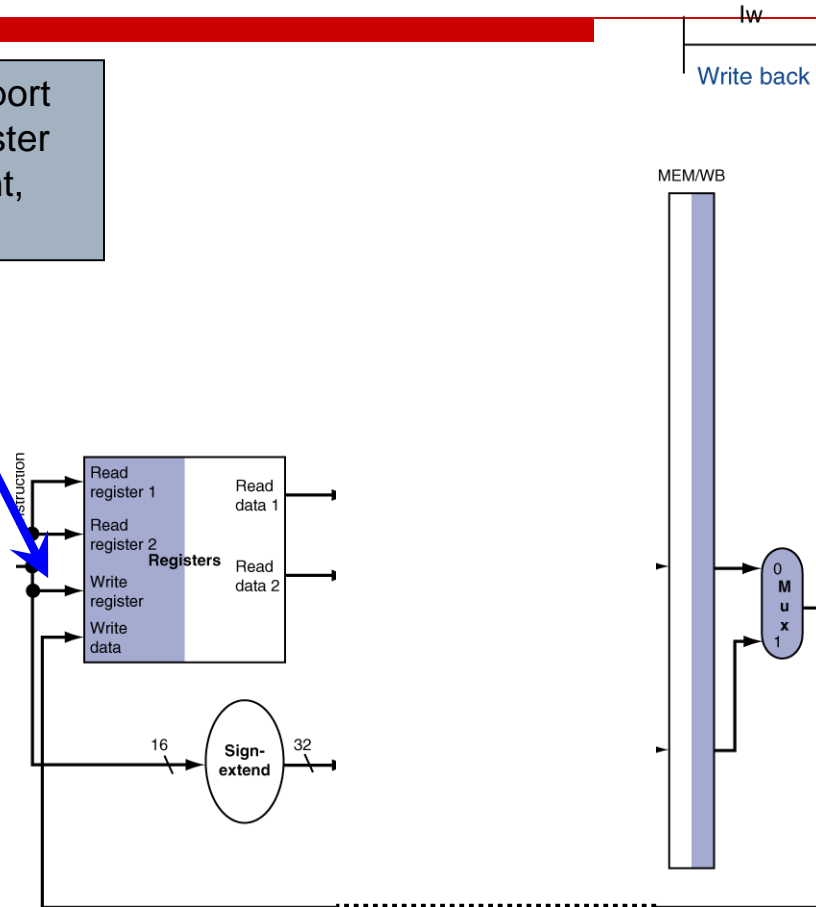 lw
Write back
port
ster
t,
MEM/WB
struction
Read
register 1
Read
register 2
Write
register
Write
data
Registers
Read
data 1
Read
data 2
16
Sign-
extend
32
0
M
u
x
1